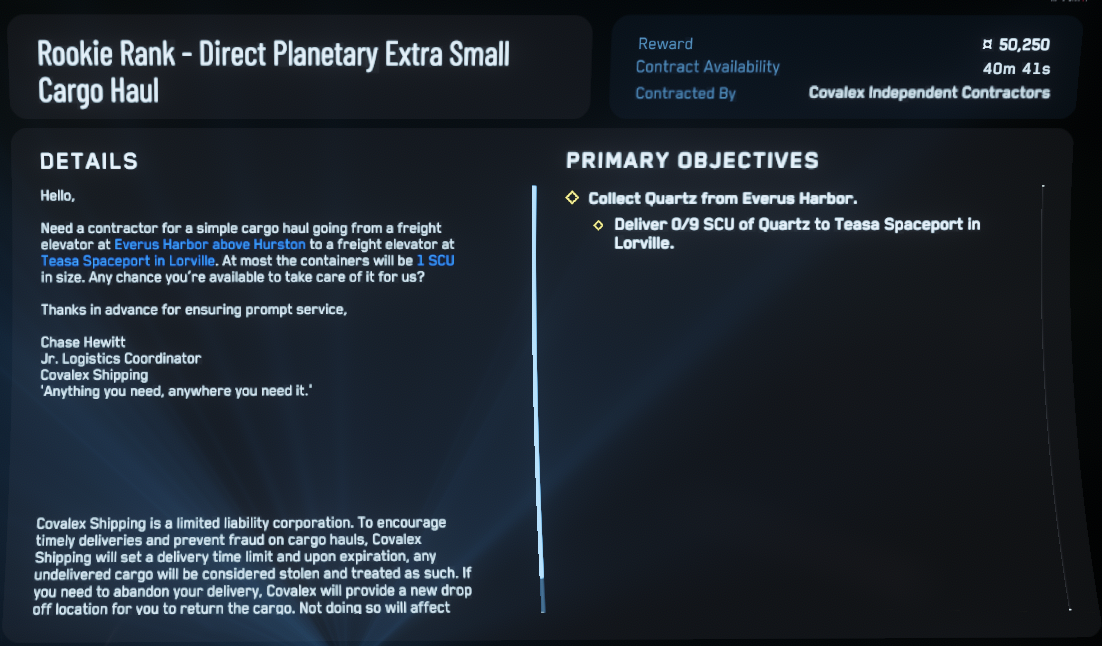 Rookie Rank - Direct Planetary Extra Small
Cargo Haul
Reward ¤ 50,250
Contract Availability 40m 41s
Contracted By Covalex Independent Contractors
DETAILS
Hello,
Need a contractor for a simple cargo haul going from a freight
elevator at Everus Harbor above Hurston to a freight elevator at
Teasa Spaceport in Lorville. At most the containers will be 1 SCU
in size. Any chance you're available to take care of it for us?
Thanks in advance for ensuring prompt service,
Chase Hewitt
Jr. Logistics Coordinator
Covalex Shipping
'Anything you need, anywhere you need it.'
Covalex Shipping is a limited liability corporation. To encourage
timely deliveries and prevent fraud on cargo hauls, Covalex
Shipping will set a delivery time limit and upon expiration, any
undelivered cargo will be considered stolen and treated as such. If
you need to abandon your delivery, Covalex will provide a new drop
off location for you to return the cargo. Not doing so will affect
PRIMARY OBJECTIVES
Collect Quartz from Everus Harbor.
Deliver 0/9 SCU of Quartz to Teasa Spaceport in
Lorville.